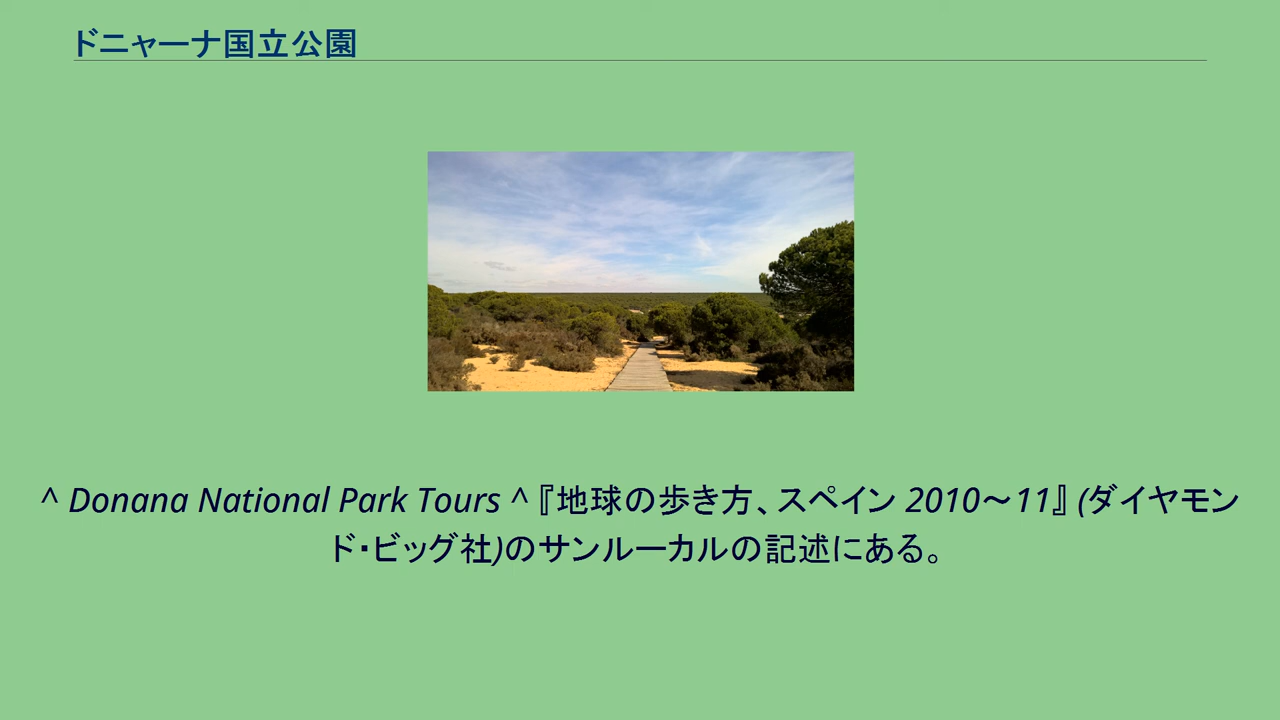 ドニャーナ国立公園
^ Donana National Park Tours ^『地球の歩き方、スペイン 2010〜11』(ダイヤモン
ド・ビッグ社)のサンルーカルの記述にある。